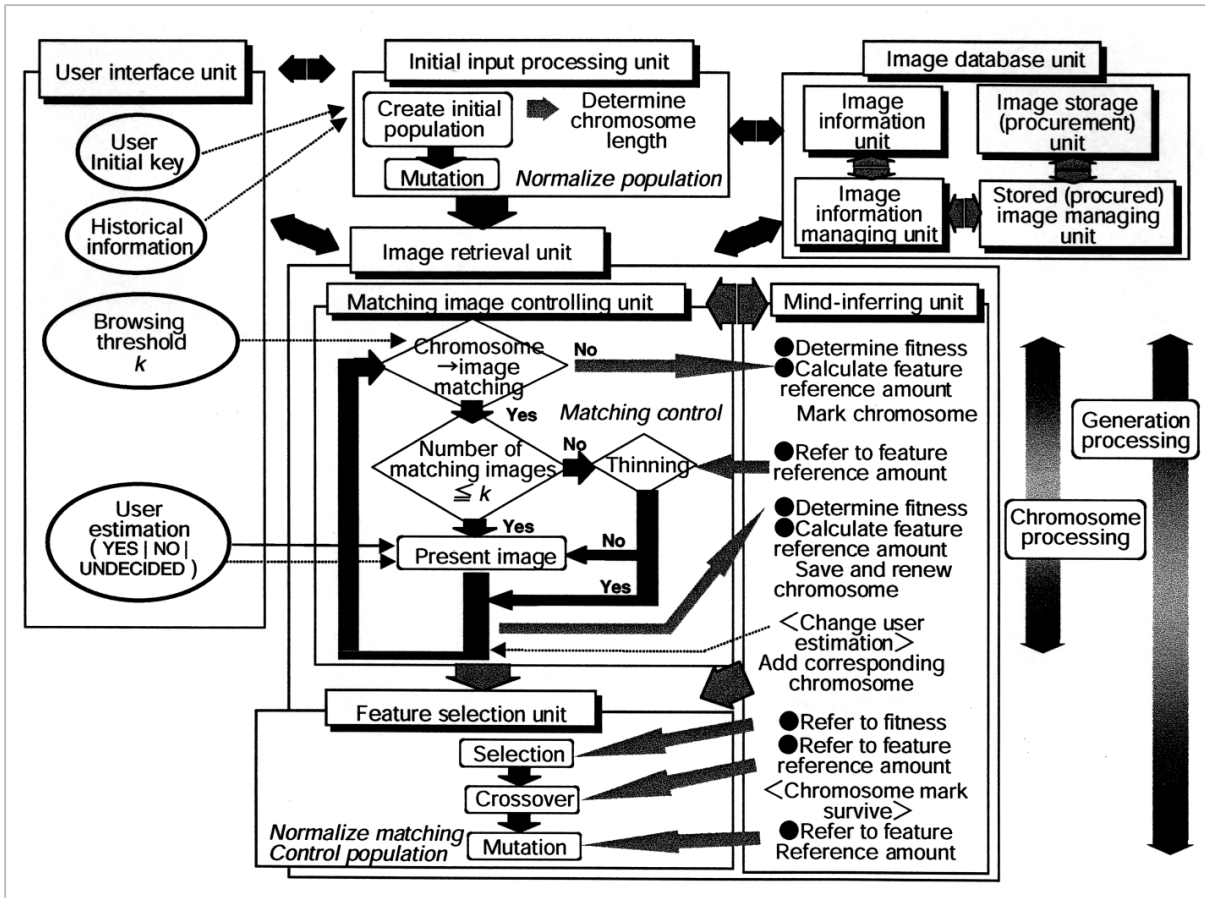 User interface unit
User
Initial key
Historical
information
Browsing
threshold
k
User
estimation
( YES | NO |
UNDECIDED )
Initial input processing unit
Create initial
population
Determine
chromosome
length
Mutation
Normalize population
Image database unit
Image
information
unit
Image storage
(procurement)
unit
Image
information
managing unit
Stored (procured)
image managing
unit
Image retrieval unit
Matching image controlling unit
Chromosome
→image
matching
No
Yes
Matching control
Number of
matching images
≦ k
No
Thinning
Yes
Present image
No
Yes
Mind-inferring unit
●Determine fitness
●Calculate feature
reference amount
Mark chromosome
●Refer to feature
reference amount
●Determine fitness
●Calculate feature
reference amount
Save and renew
chromosome
<Change user
estimation>
Add corresponding
chromosome
●Refer to fitness
●Refer to feature
reference amount
<Chromosome mark
survive>
●Refer to feature
Reference amount
Feature selection unit
Selection
Crossover
Mutation
Normalize matching
Control population
Generation
processing
Chromosome
processing